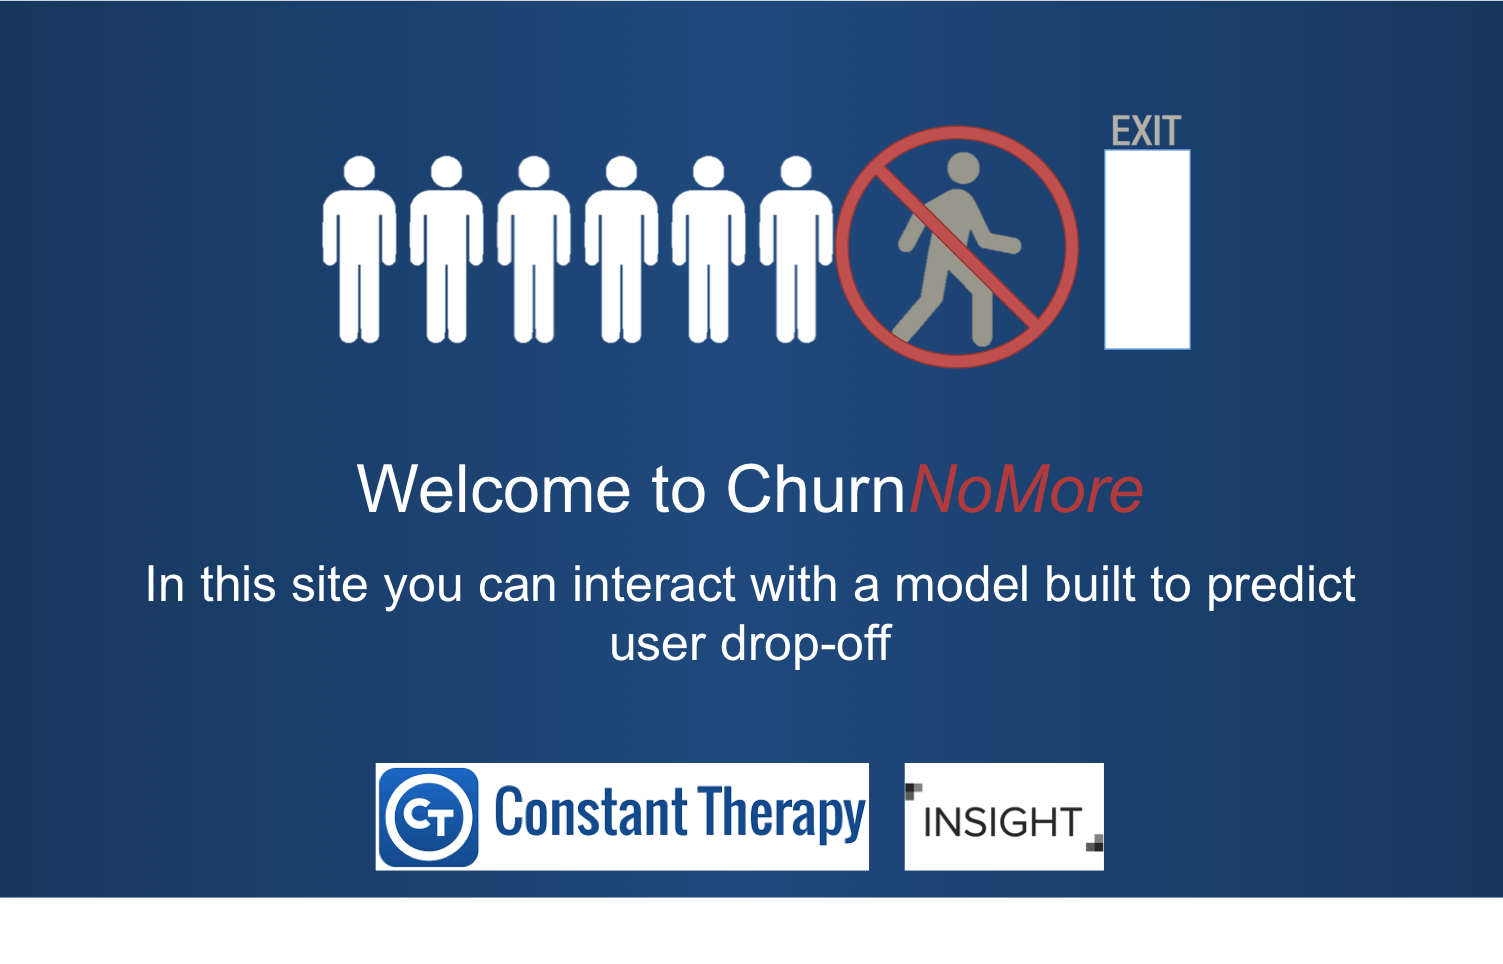 EXIT
Welcome to ChurnNoMore
In this site you can interact with a model built to predict
user drop-off
CT Constant Therapy
INSIGHT